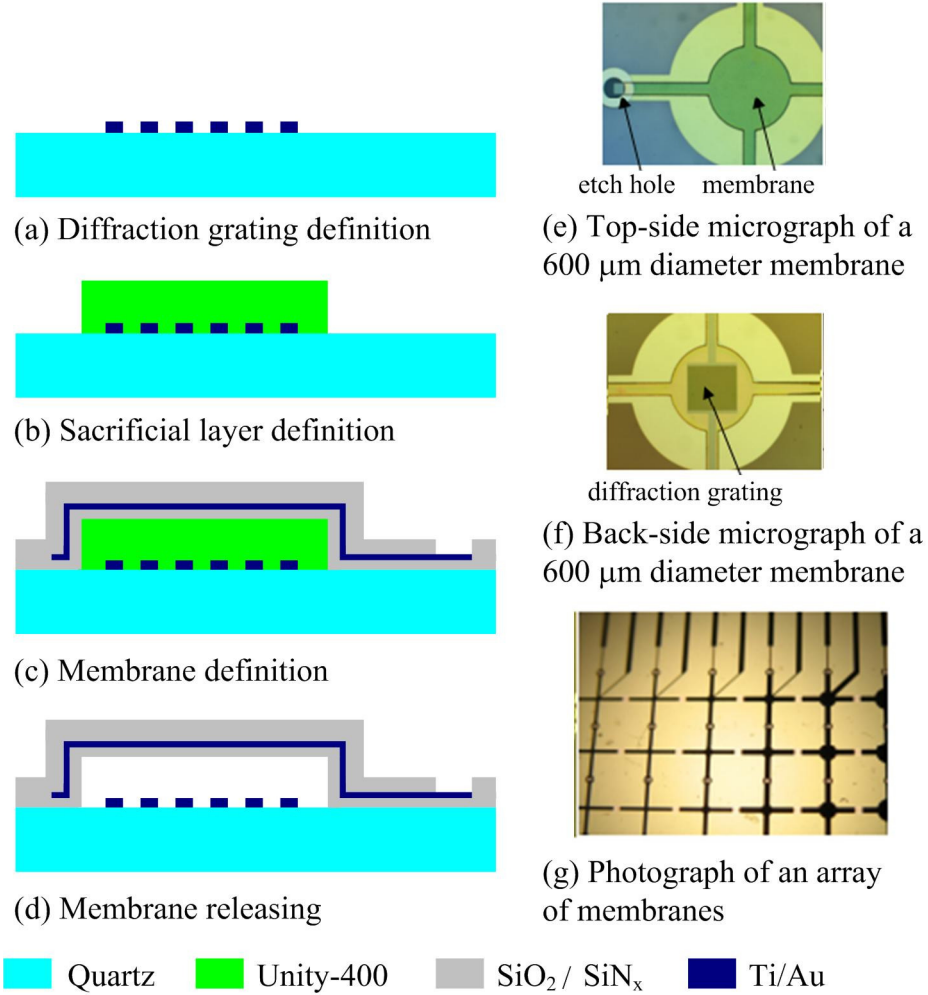 (a) Diffraction grating definition
(b) Sacrificial layer definition
(c) Membrane definition
(d) Membrane releasing
etch hole
membrane
(e) Top-side micrograph of a
600 μm diameter membrane
diffraction grating
(f) Back-side micrograph of a
600 μm diameter membrane
(g) Photograph of an array
of membranes
Quartz
Unity-400
SiO₂ / SiNₓ
Ti/Au